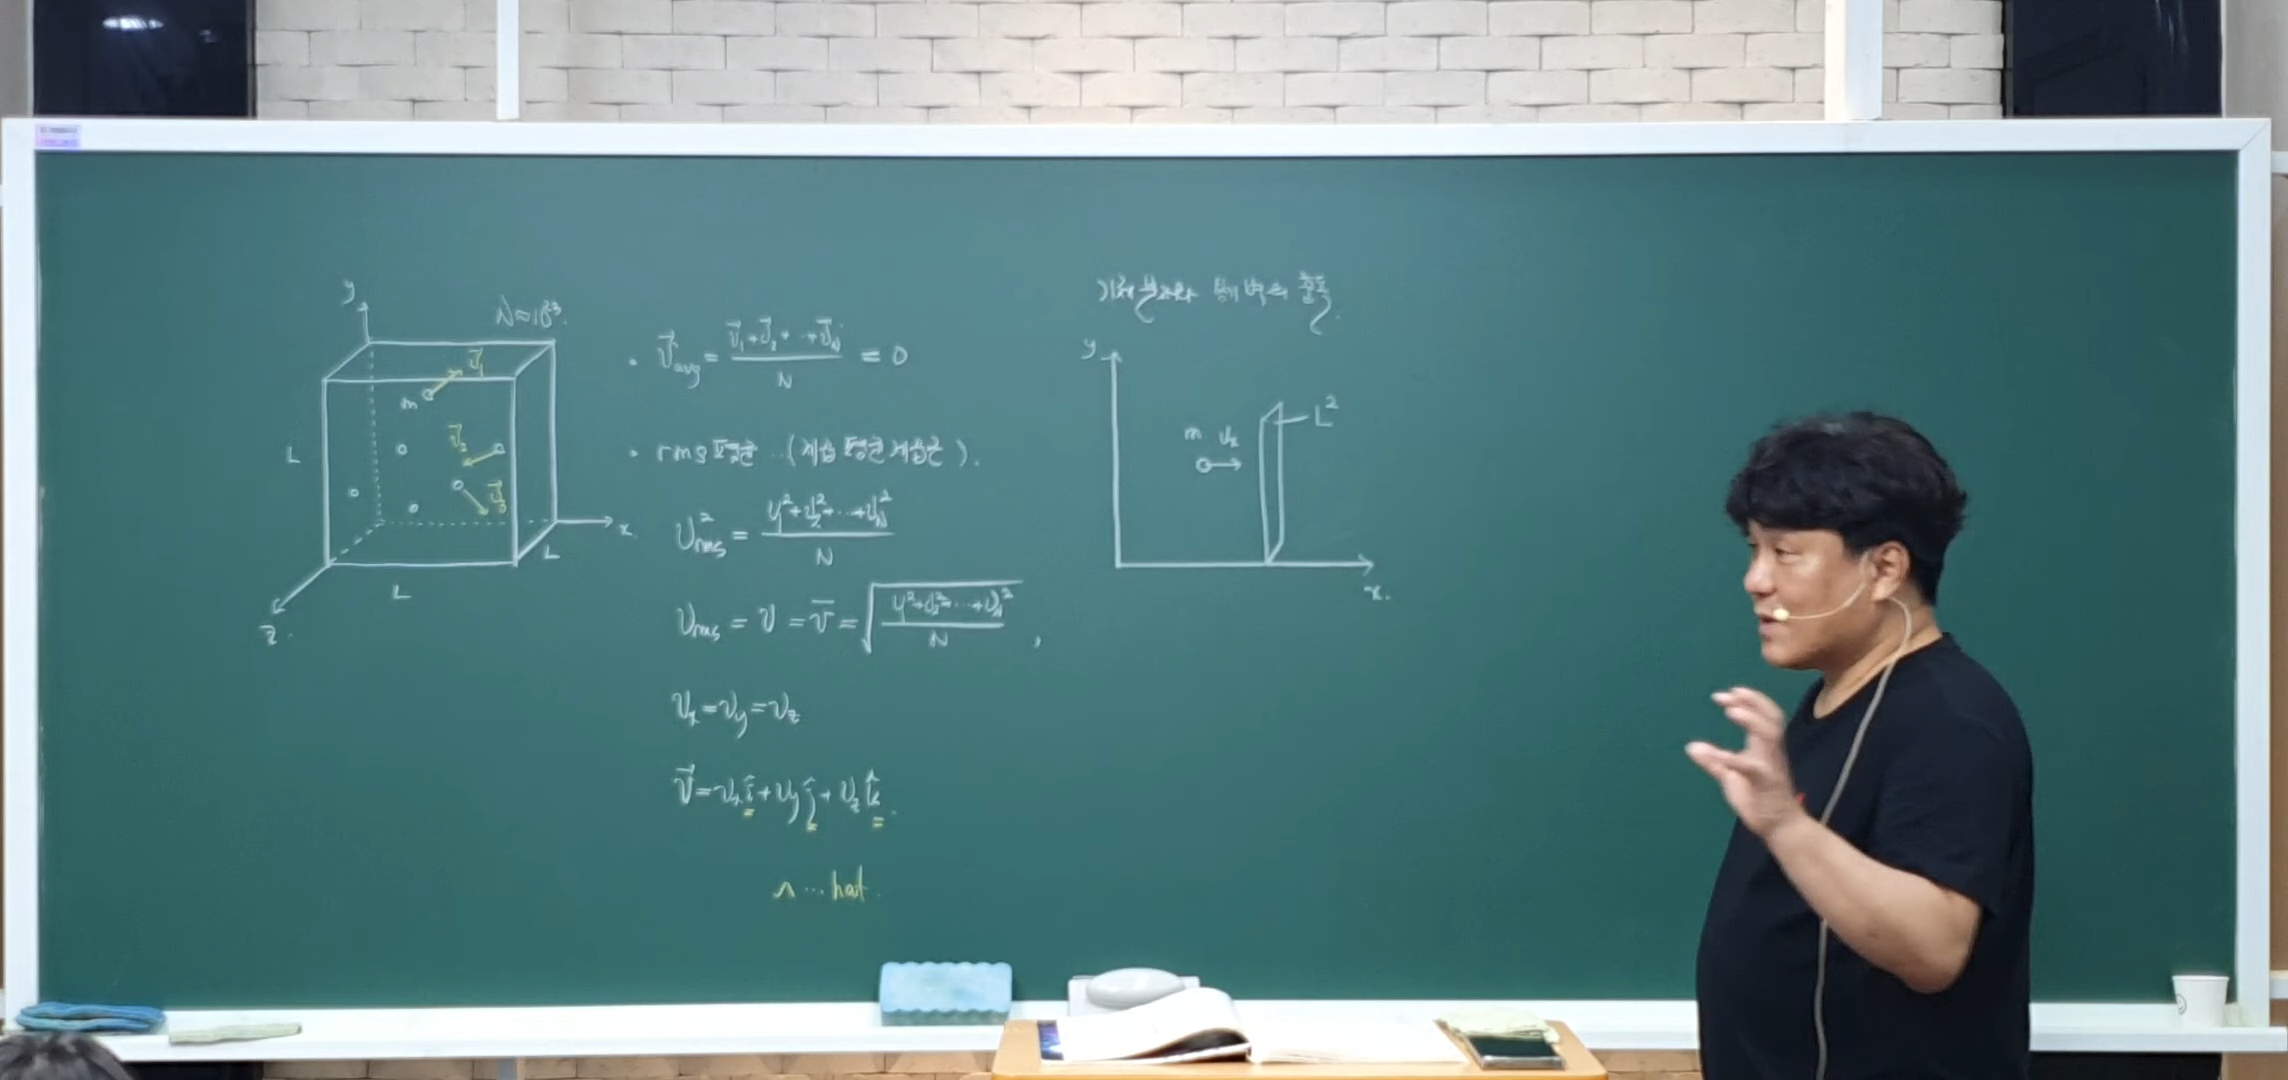 y
N≈10²³.
m
v⃗₁
v⃗₂
v⃗₃
L
L
L
x
z.
· v⃗avg = (v⃗₁+v⃗₂+ ··· +v⃗N)/N = 0
· rms 평균 ··· (제곱 평균 제곱근).
v²rms = (v₁²+v₂²+ ··· +vN²)/N
vrms = v = v̅ = √((v₁²+v₂²+ ··· +vN²)/N) ,
vx = vy = vz
v⃗ = vx î + vy ĵ + vz k̂ .
∧ ··· hat.
기체 분자와 벽의 충돌.
y
m vx
L²
x.